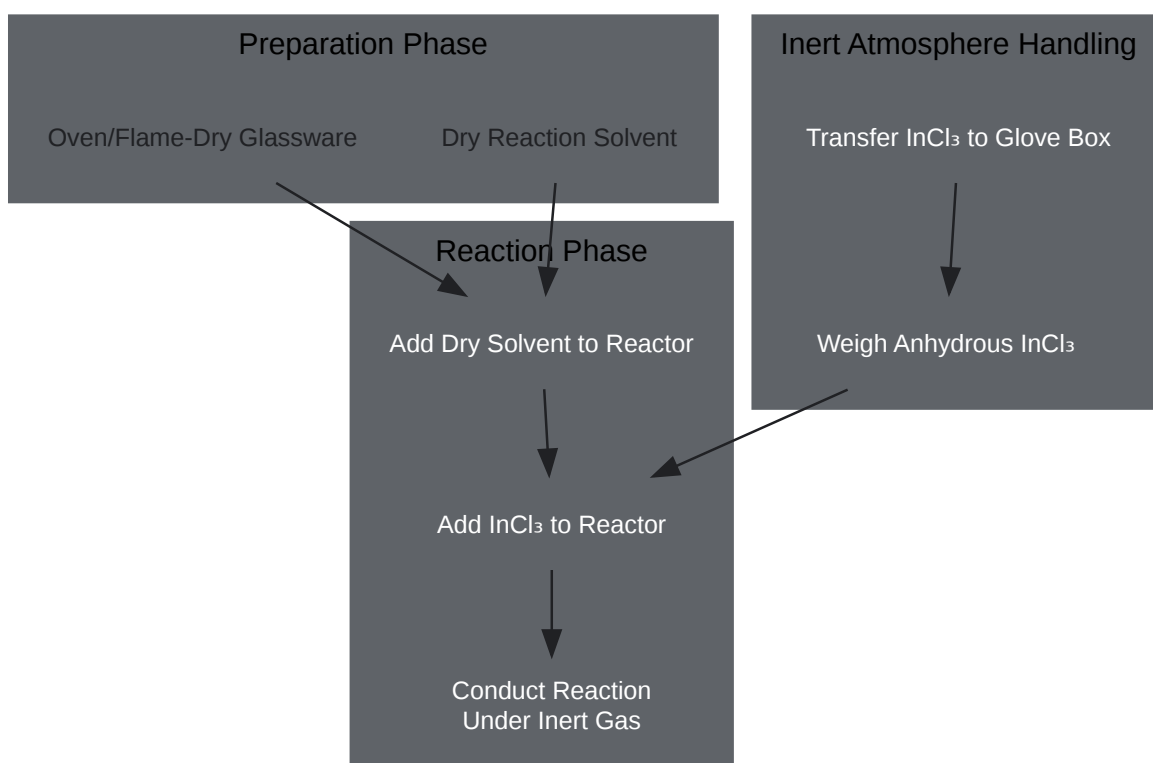 Preparation Phase
Inert Atmosphere Handling
Oven/Flame-Dry Glassware
Dry Reaction Solvent
Transfer InCl₃ to Glove Box
Reaction Phase
Add Dry Solvent to Reactor
Weigh Anhydrous InCl₃
Add InCl₃ to Reactor
Conduct Reaction
Under Inert Gas